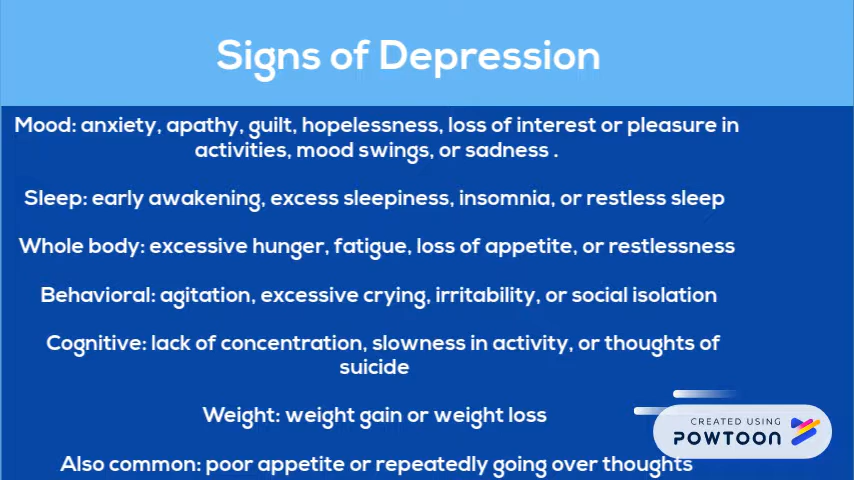 Signs of Depression
Mood: anxiety, apathy, guilt, hopelessness, loss of interest or pleasure in
activities, mood swings, or sadness .
Sleep: early awakening, excess sleepiness, insomnia, or restless sleep
Whole body: excessive hunger, fatigue, loss of appetite, or restlessness
Behavioral: agitation, excessive crying, irritability, or social isolation
Cognitive: lack of concentration, slowness in activity, or thoughts of
suicide
Weight: weight gain or weight loss
CREATED USING
POWTOON
Also common: poor appetite or repeatedly going over thoughts